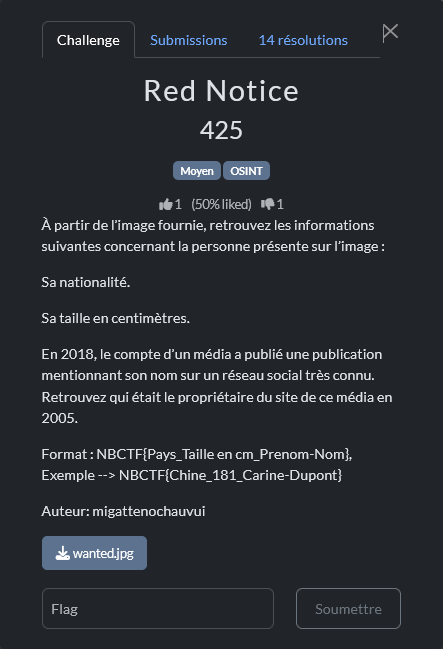 Challenge
Submissions
14 résolutions
Red Notice
425
Moyen OSINT
1 (50% liked) 1
À partir de l'image fournie, retrouvez les informations
suivantes concernant la personne présente sur l'image :
Sa nationalité.
Sa taille en centimètres.
En 2018, le compte d'un média a publié une publication
mentionnant son nom sur un réseau social très connu.
Retrouvez qui était le propriétaire du site de ce média en
2005.
Format : NBCTF{Pays_Taille en cm_Prenom-Nom},
Exemple --> NBCTF{Chine_181_Carine-Dupont}
Auteur: migattenochauvui
wanted.jpg
Flag
Soumettre